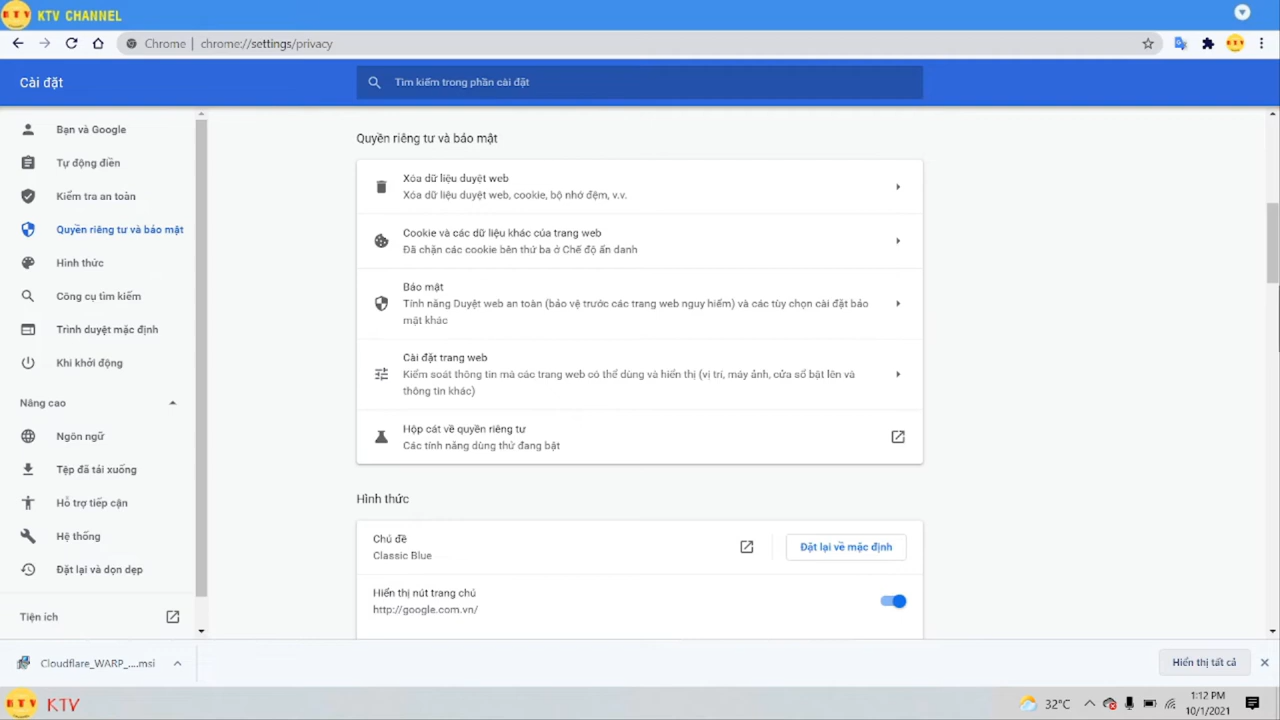 KTV CHANNEL
Chrome | chrome://settings/privacy
Cài đặt
Tìm kiếm trong phần cài đặt
Bạn và Google
Tự động điền
Kiểm tra an toàn
Quyền riêng tư và bảo mật
Hình thức
Công cụ tìm kiếm
Trình duyệt mặc định
Khi khởi động
Nâng cao
Ngôn ngữ
Tệp đã tải xuống
Hỗ trợ tiếp cận
Hệ thống
Đặt lại và dọn dẹp
Tiện ích
Quyền riêng tư và bảo mật
Xóa dữ liệu duyệt web
Xóa dữ liệu duyệt web, cookie, bộ nhớ đệm, v.v.
Cookie và các dữ liệu khác của trang web
Đã chặn các cookie bên thứ ba ở Chế độ ẩn danh
Bảo mật
Tính năng Duyệt web an toàn (bảo vệ trước các trang web nguy hiểm) và các tùy chọn cài đặt bảo
mật khác
Cài đặt trang web
Kiểm soát thông tin mà các trang web có thể dùng và hiển thị (vị trí, máy ảnh, cửa sổ bật lên và
thông tin khác)
Hộp cát về quyền riêng tư
Các tính năng dùng thử đang bật
Hình thức
Chủ đề
Classic Blue
Đặt lại về mặc định
Hiển thị nút trang chủ
http://google.com.vn/
Cloudflare_WARP_....msi
Hiển thị tất cả
KTV KTV
32°C
1:12 PM
10/1/2021